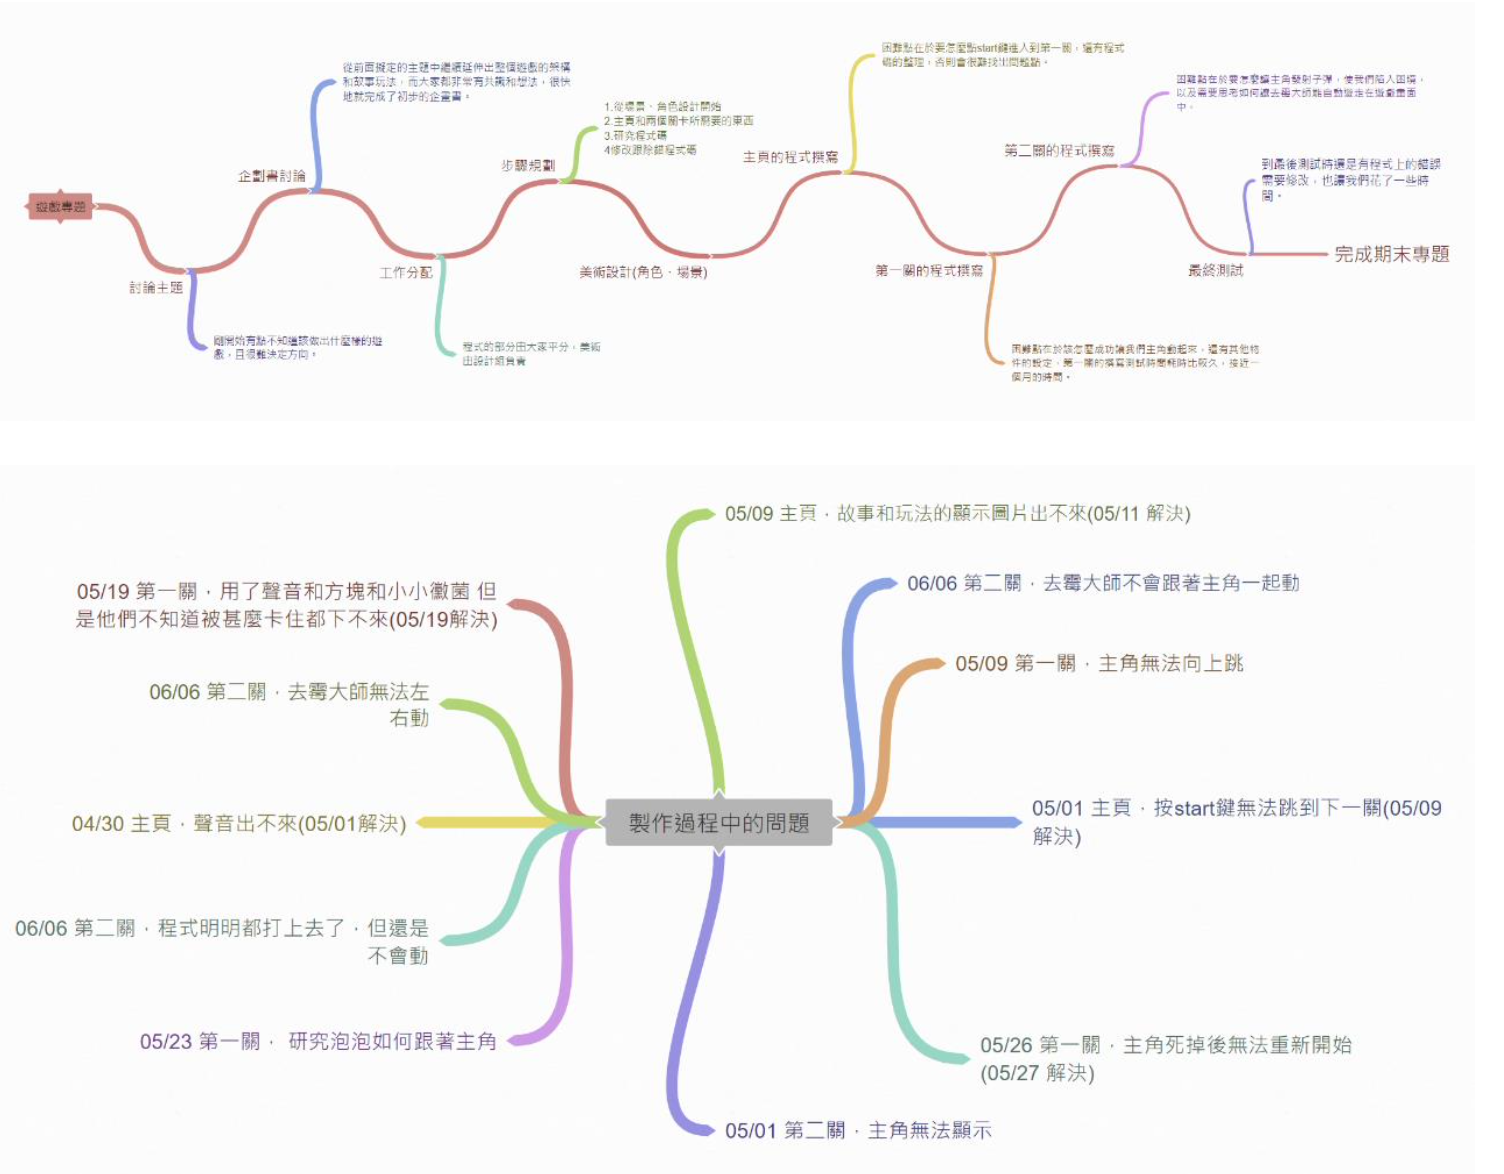 從前面擬定的主題中繼續延伸出整個遊戲的架構
和故事玩法，而大家都非常有共識和想法，很快
地就完成了初步的企畫書。
困難點在於要怎麼點start鍵進入到第一關，還有程式
碼的整理，否則會很難找出問題點。
困難點在於要怎麼讓主角發射子彈，使我們陷入困境，
以及需要思考如何讓去霉大師能自動遊走在遊戲畫面
中。
1.從場景、角色設計開始
2.主頁和兩個關卡所需要的東西
3.研究程式碼
4修改跟除錯程式碼
到最後測試時還是有程式上的錯誤
需要修改，也讓我們花了一些時
間。
遊戲專題
企劃書討論
步驟規劃
主頁的程式撰寫
第二關的程式撰寫
討論主題
工作分配
美術設計(角色、場景)
第一關的程式撰寫
最終測試
完成期末專題
剛開始有點不知道該做出什麼樣的遊
戲，且很難決定方向。
程式的部分由大家平分，美術
由設計組負責
困難點在於該怎麼成功讓我們主角動起來，還有其他物
件的設定，第一關的撰寫測試時間耗時比較久，接近一
個月的時間。
05/09 主頁，故事和玩法的顯示圖片出不來(05/11 解決)
05/19 第一關，用了聲音和方塊和小小黴菌 但
是他們不知道被甚麼卡住都下不來(05/19解決)
06/06 第二關，去霉大師不會跟著主角一起動
05/09 第一關，主角無法向上跳
06/06 第二關，去霉大師無法左
右動
04/30 主頁，聲音出不來(05/01解決)
製作過程中的問題
05/01 主頁，按start鍵無法跳到下一關(05/09
解決)
06/06 第二關，程式明明都打上去了，但還是
不會動
05/23 第一關， 研究泡泡如何跟著主角
05/26 第一關，主角死掉後無法重新開始
(05/27 解決)
05/01 第二關，主角無法顯示